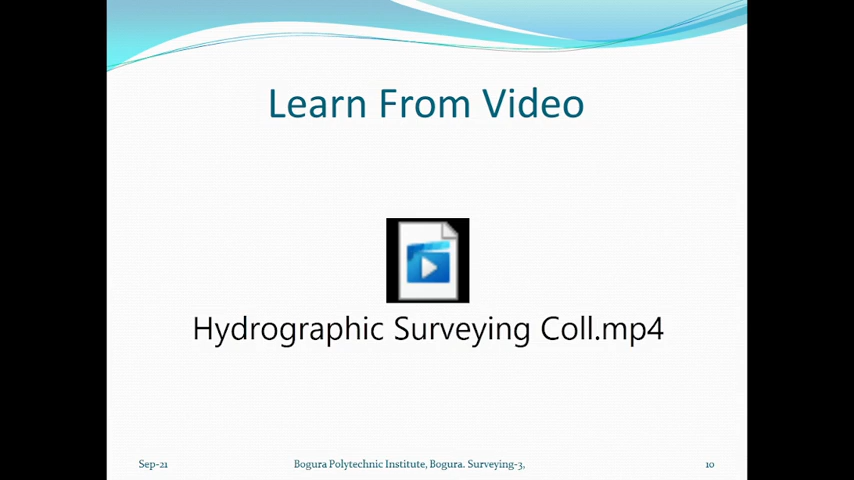 Learn From Video
Hydrographic Surveying Coll.mp4
Sep-21 Bogura Polytechnic Institute, Bogura. Surveying-3, 10